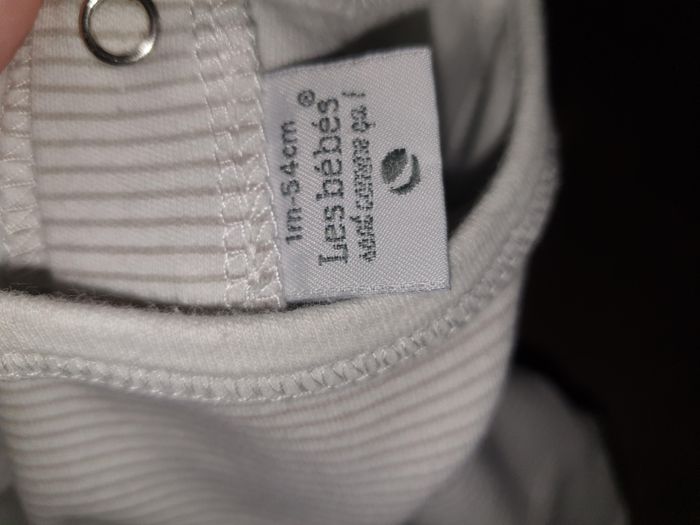 1m-54cm
Les bébés®
sont comme ça !